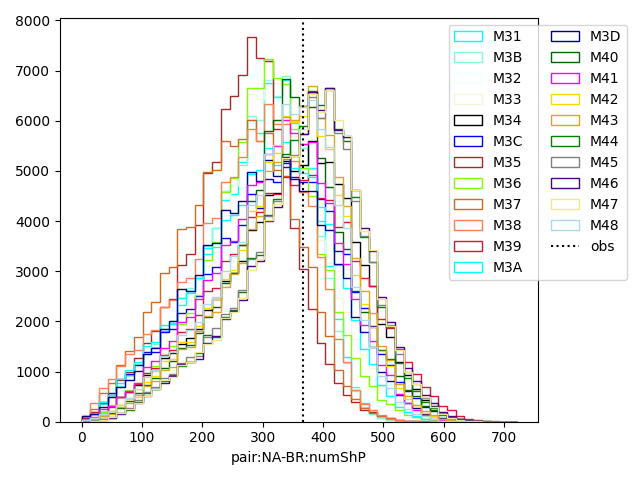 8000
7000
6000
5000
4000
3000
2000
1000
0
0 100 200 300 400 500 600 700
pair:NA-BR:numShP
M31
M3B
M32
M33
M34
M3C
M35
M36
M37
M38
M39
M3A
M3D
M40
M41
M42
M43
M44
M45
M46
M47
M48
obs